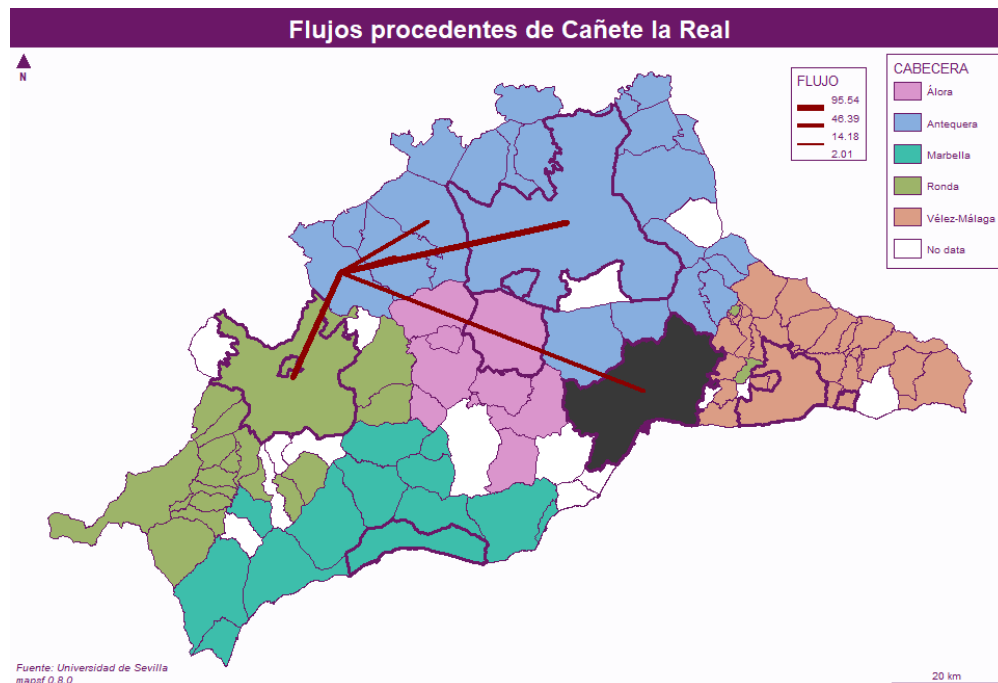 Flujos procedentes de Cañete la Real
N
FLUJO
95.54
46.39
14.18
2.01
CABECERA
Álora
Antequera
Marbella
Ronda
Vélez-Málaga
No data
Fuente: Universidad de Sevilla
mapsf 0.8.0
20 km